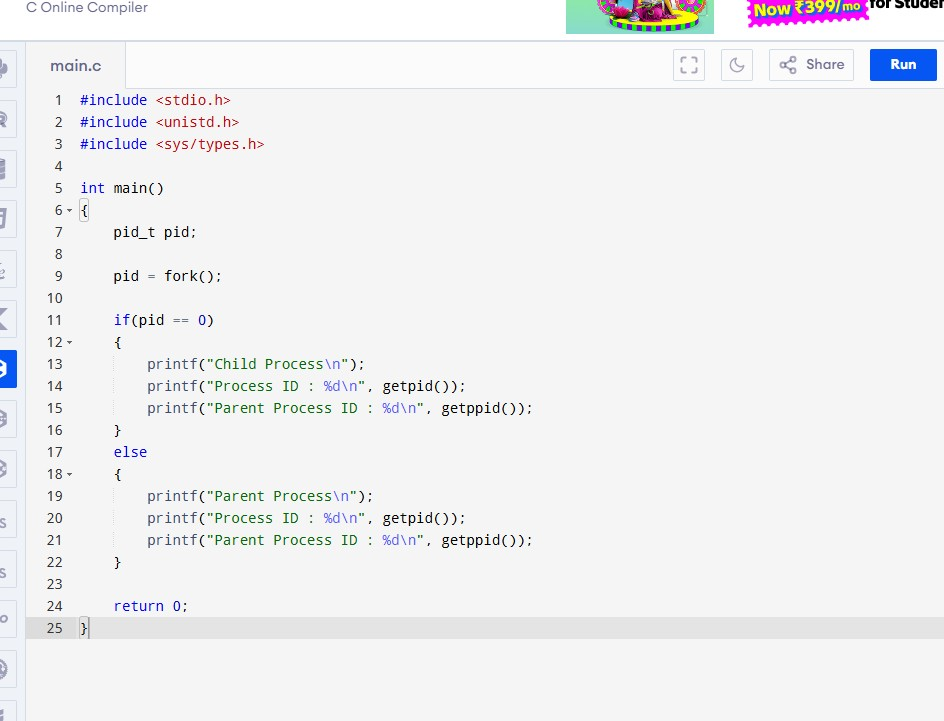 C Online Compiler
Now ₹399/mo for Studen
main.c
Share
Run
1 #include <stdio.h>
2 #include <unistd.h>
3 #include <sys/types.h>
4
5 int main()
6 {
7     pid_t pid;
8
9     pid = fork();
10
11     if(pid == 0)
12     {
13         printf("Child Process\n");
14         printf("Process ID : %d\n", getpid());
15         printf("Parent Process ID : %d\n", getppid());
16     }
17     else
18     {
19         printf("Parent Process\n");
20         printf("Process ID : %d\n", getpid());
21         printf("Parent Process ID : %d\n", getppid());
22     }
23
24     return 0;
25 }